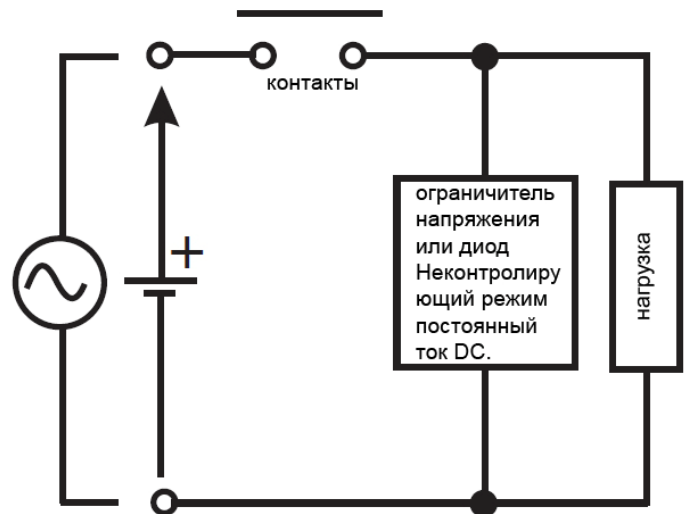 контакты
+
ограничитель
напряжения
или диод
Неконтролиру
ющий режим
постоянный
ток DC.
нагрузка